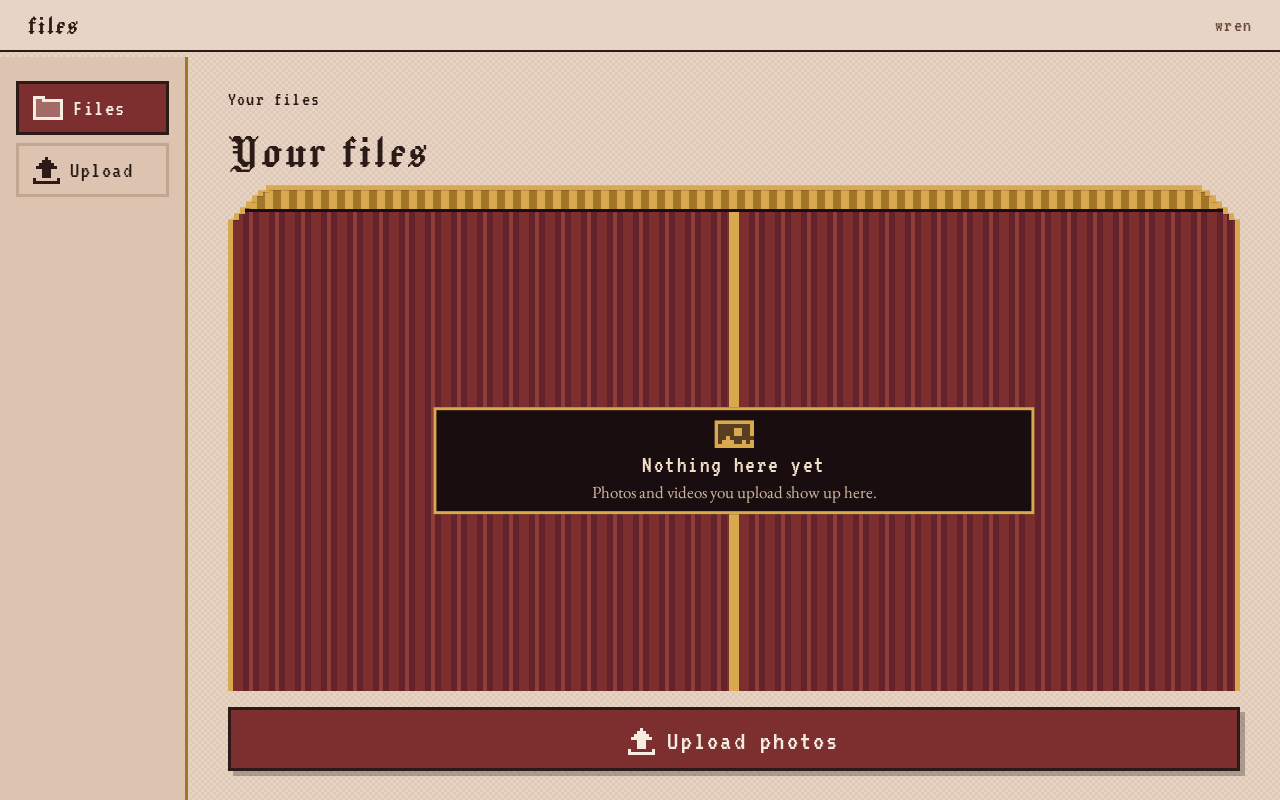 files
wren
Files
Upload
Your files
Your files
Nothing here yet
Photos and videos you upload show up here.
Upload photos